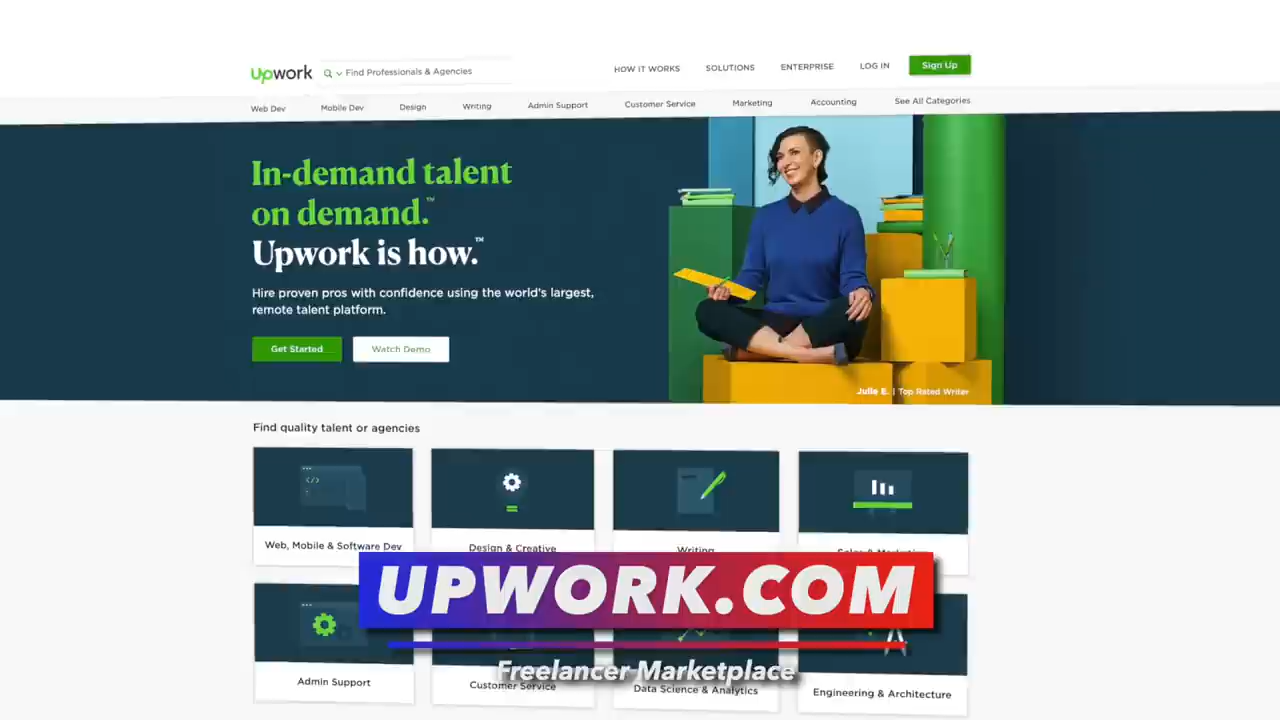 Upwork
Find Professionals & Agencies
HOW IT WORKS
SOLUTIONS
ENTERPRISE
LOG IN
Sign Up
Web Dev
Mobile Dev
Design
Writing
Admin Support
Customer Service
Marketing
Accounting
See All Categories
In-demand talent
on demand.™
Upwork is how.™
Hire proven pros with confidence using the world's largest,
remote talent platform.
Get Started
Watch Demo
Julie E. | Top Rated Writer
Find quality talent or agencies
Web, Mobile & Software Dev
Design & Creative
Writing
Sales & Marketing
UPWORK.COM
Freelancer Marketplace
Admin Support
Customer Service
Data Science & Analytics
Engineering & Architecture